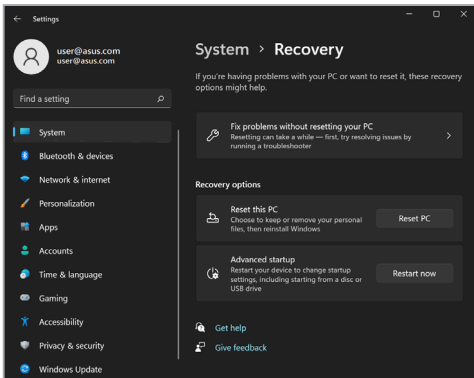 Settings
user@asus.com
user@asus.com
Find a setting
System
Bluetooth & devices
Network & internet
Personalization
Apps
Accounts
Time & language
Gaming
Accessibility
Privacy & security
Windows Update
System > Recovery
If you're having problems with your PC or want to reset it, these recovery
options might help.
Fix problems without resetting your PC
Resetting can take a while — first, try resolving issues by
running a troubleshooter
Recovery options
Reset this PC
Choose to keep or remove your personal
files, then reinstall Windows
Reset PC
Advanced startup
Restart your device to change startup
settings, including starting from a disc or
USB drive
Restart now
Get help
Give feedback